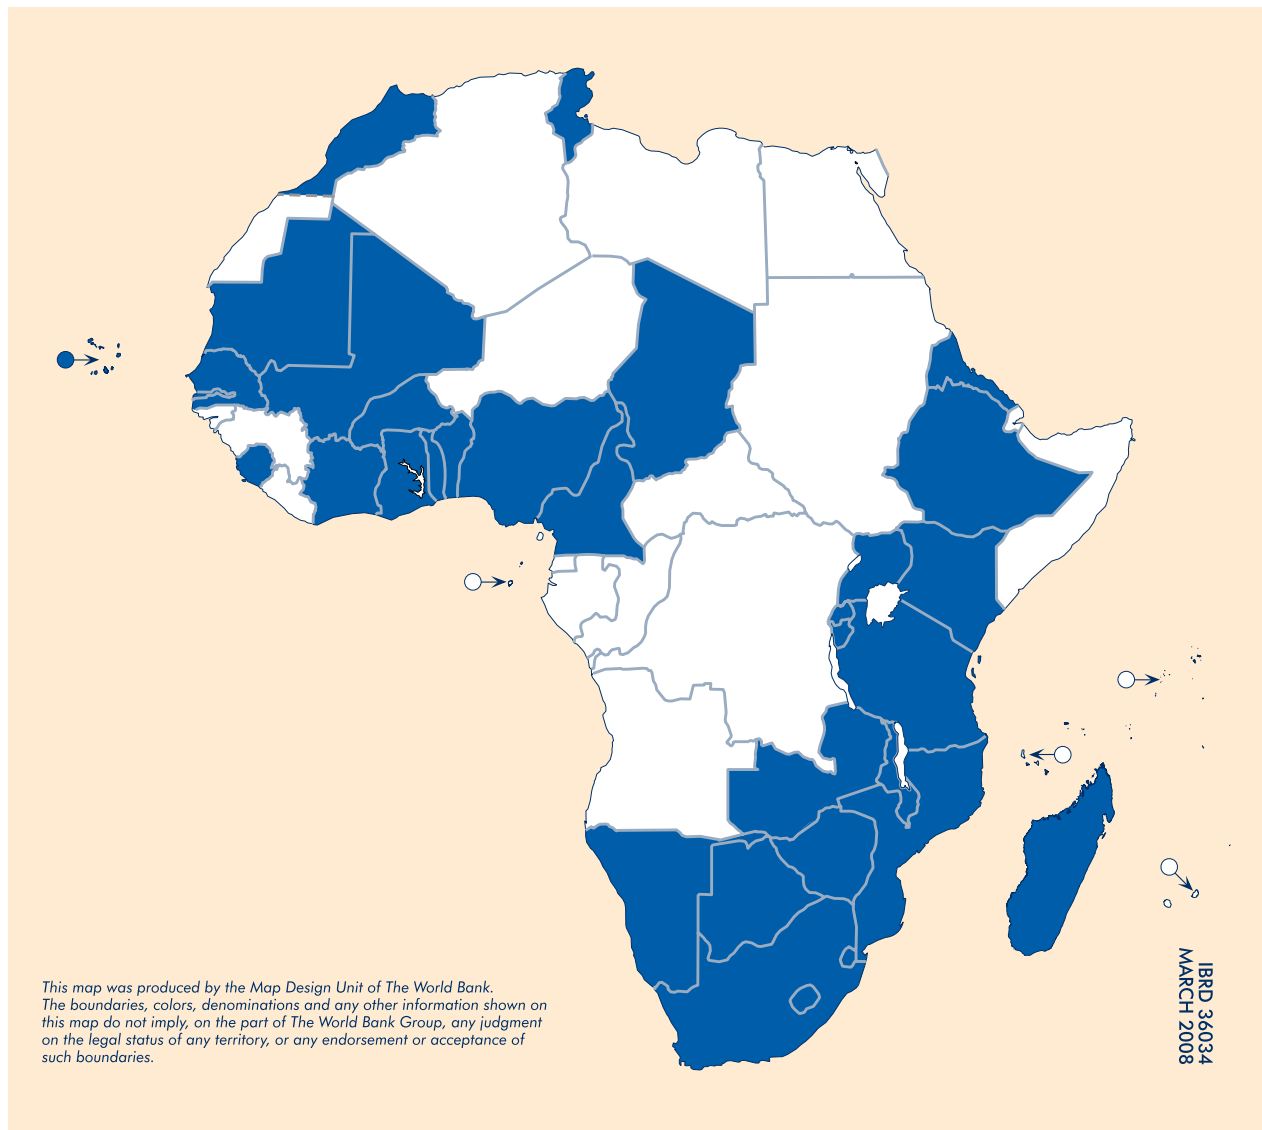 This map was produced by the Map Design Unit of The World Bank.
The boundaries, colors, denominations and any other information shown on
this map do not imply, on the part of The World Bank Group, any judgment
on the legal status of any territory, or any endorsement or acceptance of
such boundaries.
IBRD 36034
MARCH 2008